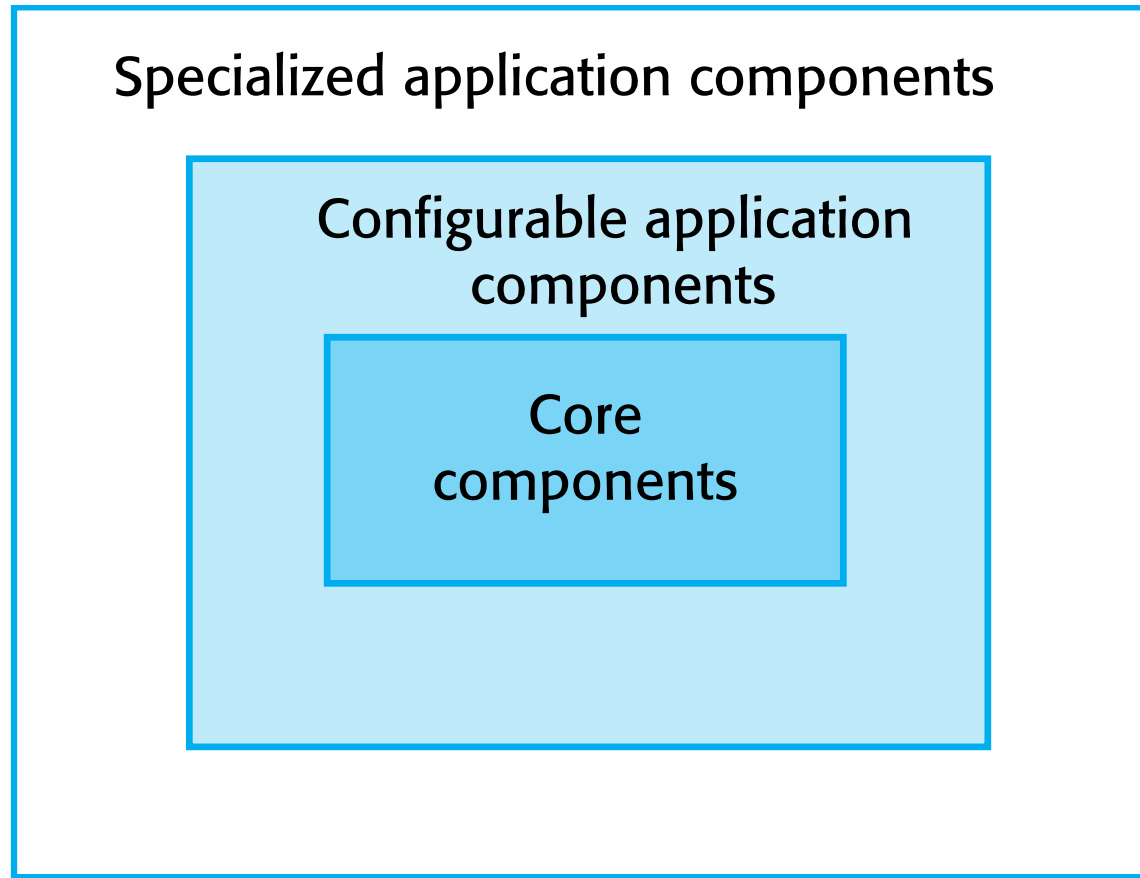 Specialized application components
Configurable application
components
Core
components